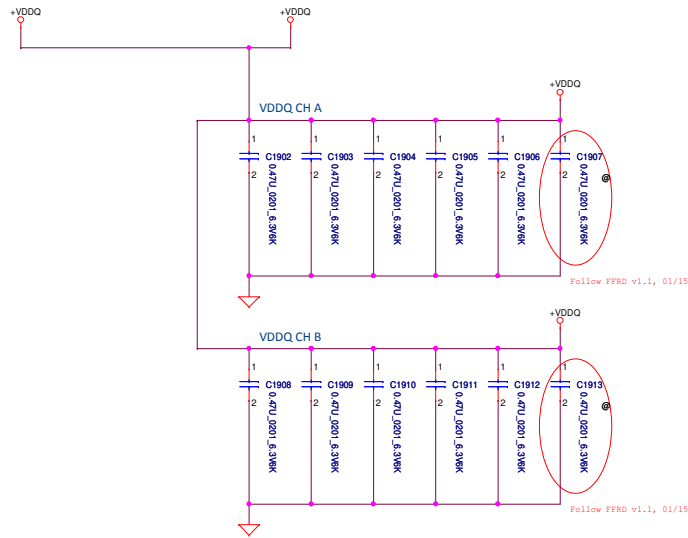 +VDDQ
+VDDQ
+VDDQ
VDDQ CH A
1
1
1
1
1
1
C1902
C1903
C1904
C1905
C1906
C1907
2
2
2
2
2
2
0.47U_0201_6.3V6K
0.47U_0201_6.3V6K
0.47U_0201_6.3V6K
0.47U_0201_6.3V6K
0.47U_0201_6.3V6K
0.47U_0201_6.3V6K
@
Follow FFRD v1.1, 01/15
+VDDQ
VDDQ CH B
1
1
1
1
1
1
C1908
C1909
C1910
C1911
C1912
C1913
2
2
2
2
2
2
0.47U_0201_6.3V6K
0.47U_0201_6.3V6K
0.47U_0201_6.3V6K
0.47U_0201_6.3V6K
0.47U_0201_6.3V6K
0.47U_0201_6.3V6K
@
Follow FFRD v1.1, 01/15